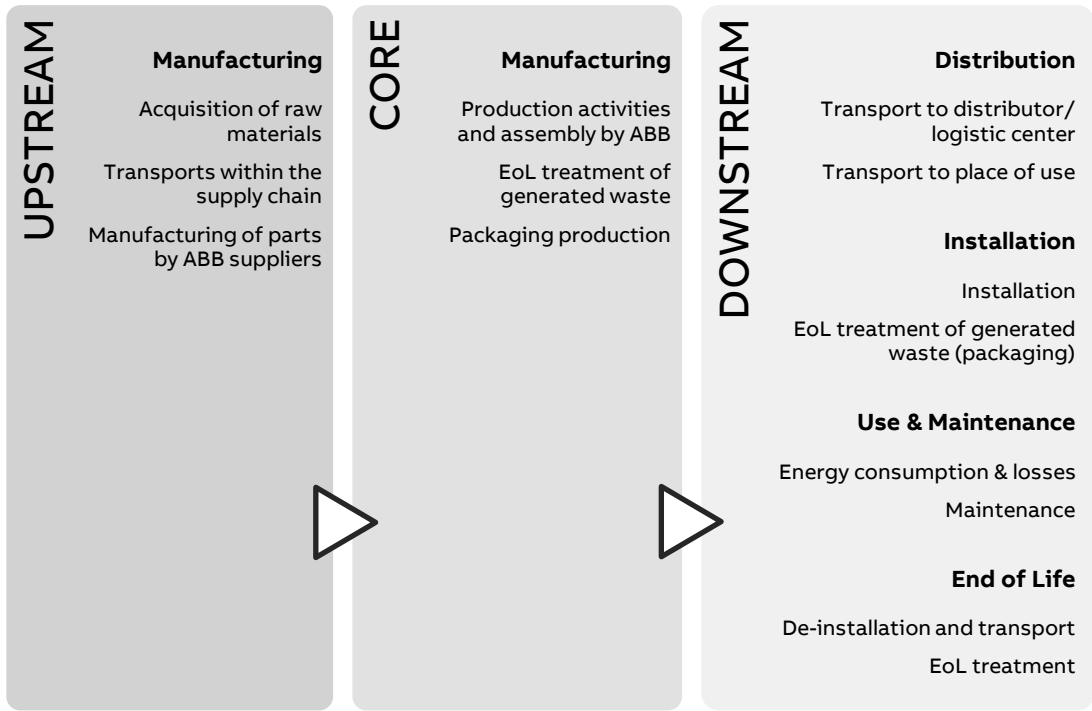 UPSTREAM
Manufacturing
Acquisition of raw
materials
Transports within the
supply chain
Manufacturing of parts
by ABB suppliers
CORE
Manufacturing
Production activities
and assembly by ABB
EoL treatment of
generated waste
Packaging production
DOWNSTREAM
Distribution
Transport to distributor/
logistic center
Transport to place of use
Installation
Installation
EoL treatment of generated
waste (packaging)
Use & Maintenance
Energy consumption & losses
Maintenance
End of Life
De-installation and transport
EoL treatment